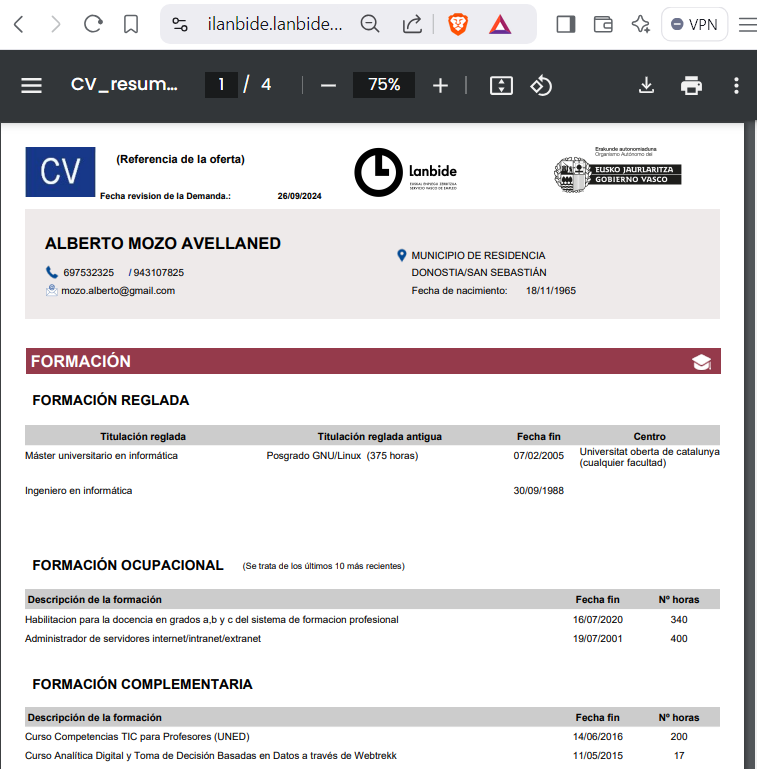 ilanbide.lanbide...
VPN
CV_resum...
1 / 4
75%
CV
(Referencia de la oferta)
Fecha revision de la Demanda.: 26/09/2024
Lanbide
EUSKAL ENPLEGU ZERBITZUA
SERVICIO VASCO DE EMPLEO
Erakunde autonomiaduna
Organismo Autónomo del
EUSKO JAURLARITZA
GOBIERNO VASCO
ALBERTO MOZO AVELLANED
697532325 / 943107825
mozo.alberto@gmail.com
MUNICIPIO DE RESIDENCIA
DONOSTIA/SAN SEBASTIÁN
Fecha de nacimiento: 18/11/1965
FORMACIÓN
FORMACIÓN REGLADA
Titulación reglada Titulación reglada antigua Fecha fin Centro
Máster universitario en informática Posgrado GNU/Linux (375 horas) 07/02/2005 Universitat oberta de catalunya
(cualquier facultad)
Ingeniero en informática 30/09/1988
FORMACIÓN OCUPACIONAL (Se trata de los últimos 10 más recientes)
Descripción de la formación Fecha fin Nº horas
Habilitacion para la docencia en grados a,b y c del sistema de formacion profesional 16/07/2020 340
Administrador de servidores internet/intranet/extranet 19/07/2001 400
FORMACIÓN COMPLEMENTARIA
Descripción de la formación Fecha fin Nº horas
Curso Competencias TIC para Profesores (UNED) 14/06/2016 200
Curso Analítica Digital y Toma de Decisión Basadas en Datos a través de Webtrekk 11/05/2015 17